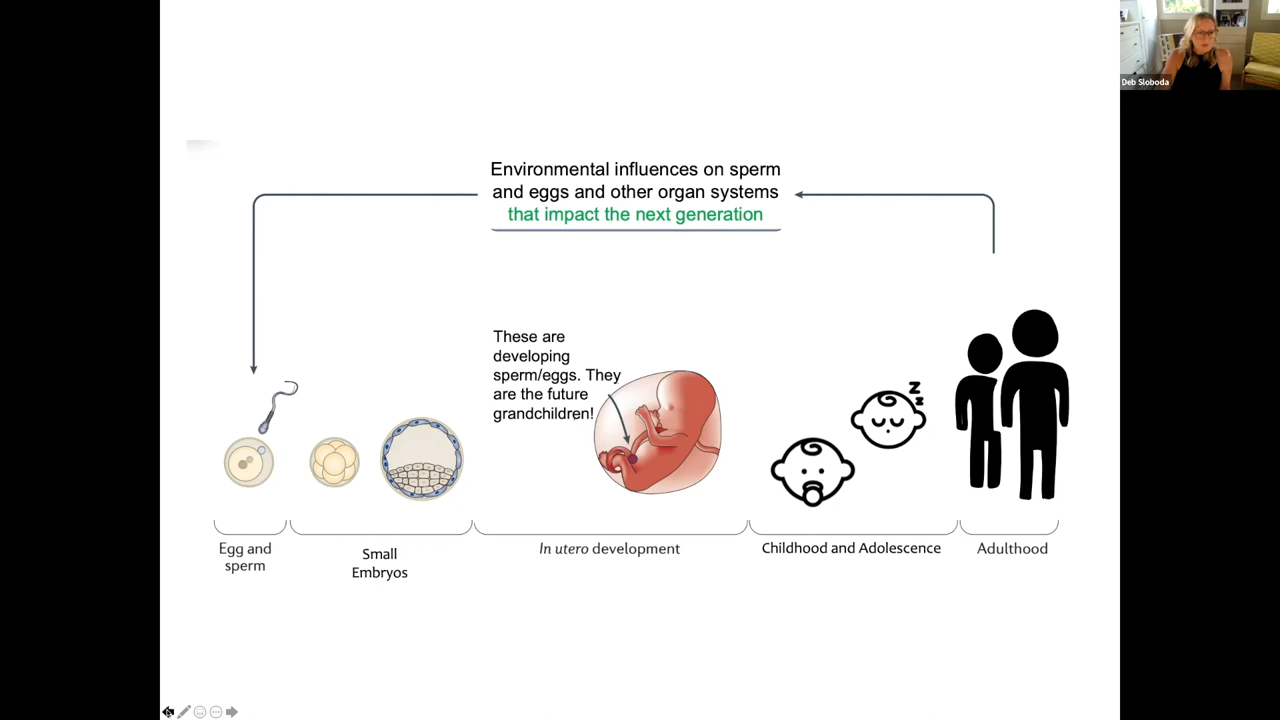 Deb Sloboda
Environmental influences on sperm
and eggs and other organ systems
that impact the next generation
These are
developing
sperm/eggs. They
are the future
grandchildren!
z
z
z
Egg and
sperm
Small
Embryos
In utero development
Childhood and Adolescence
Adulthood